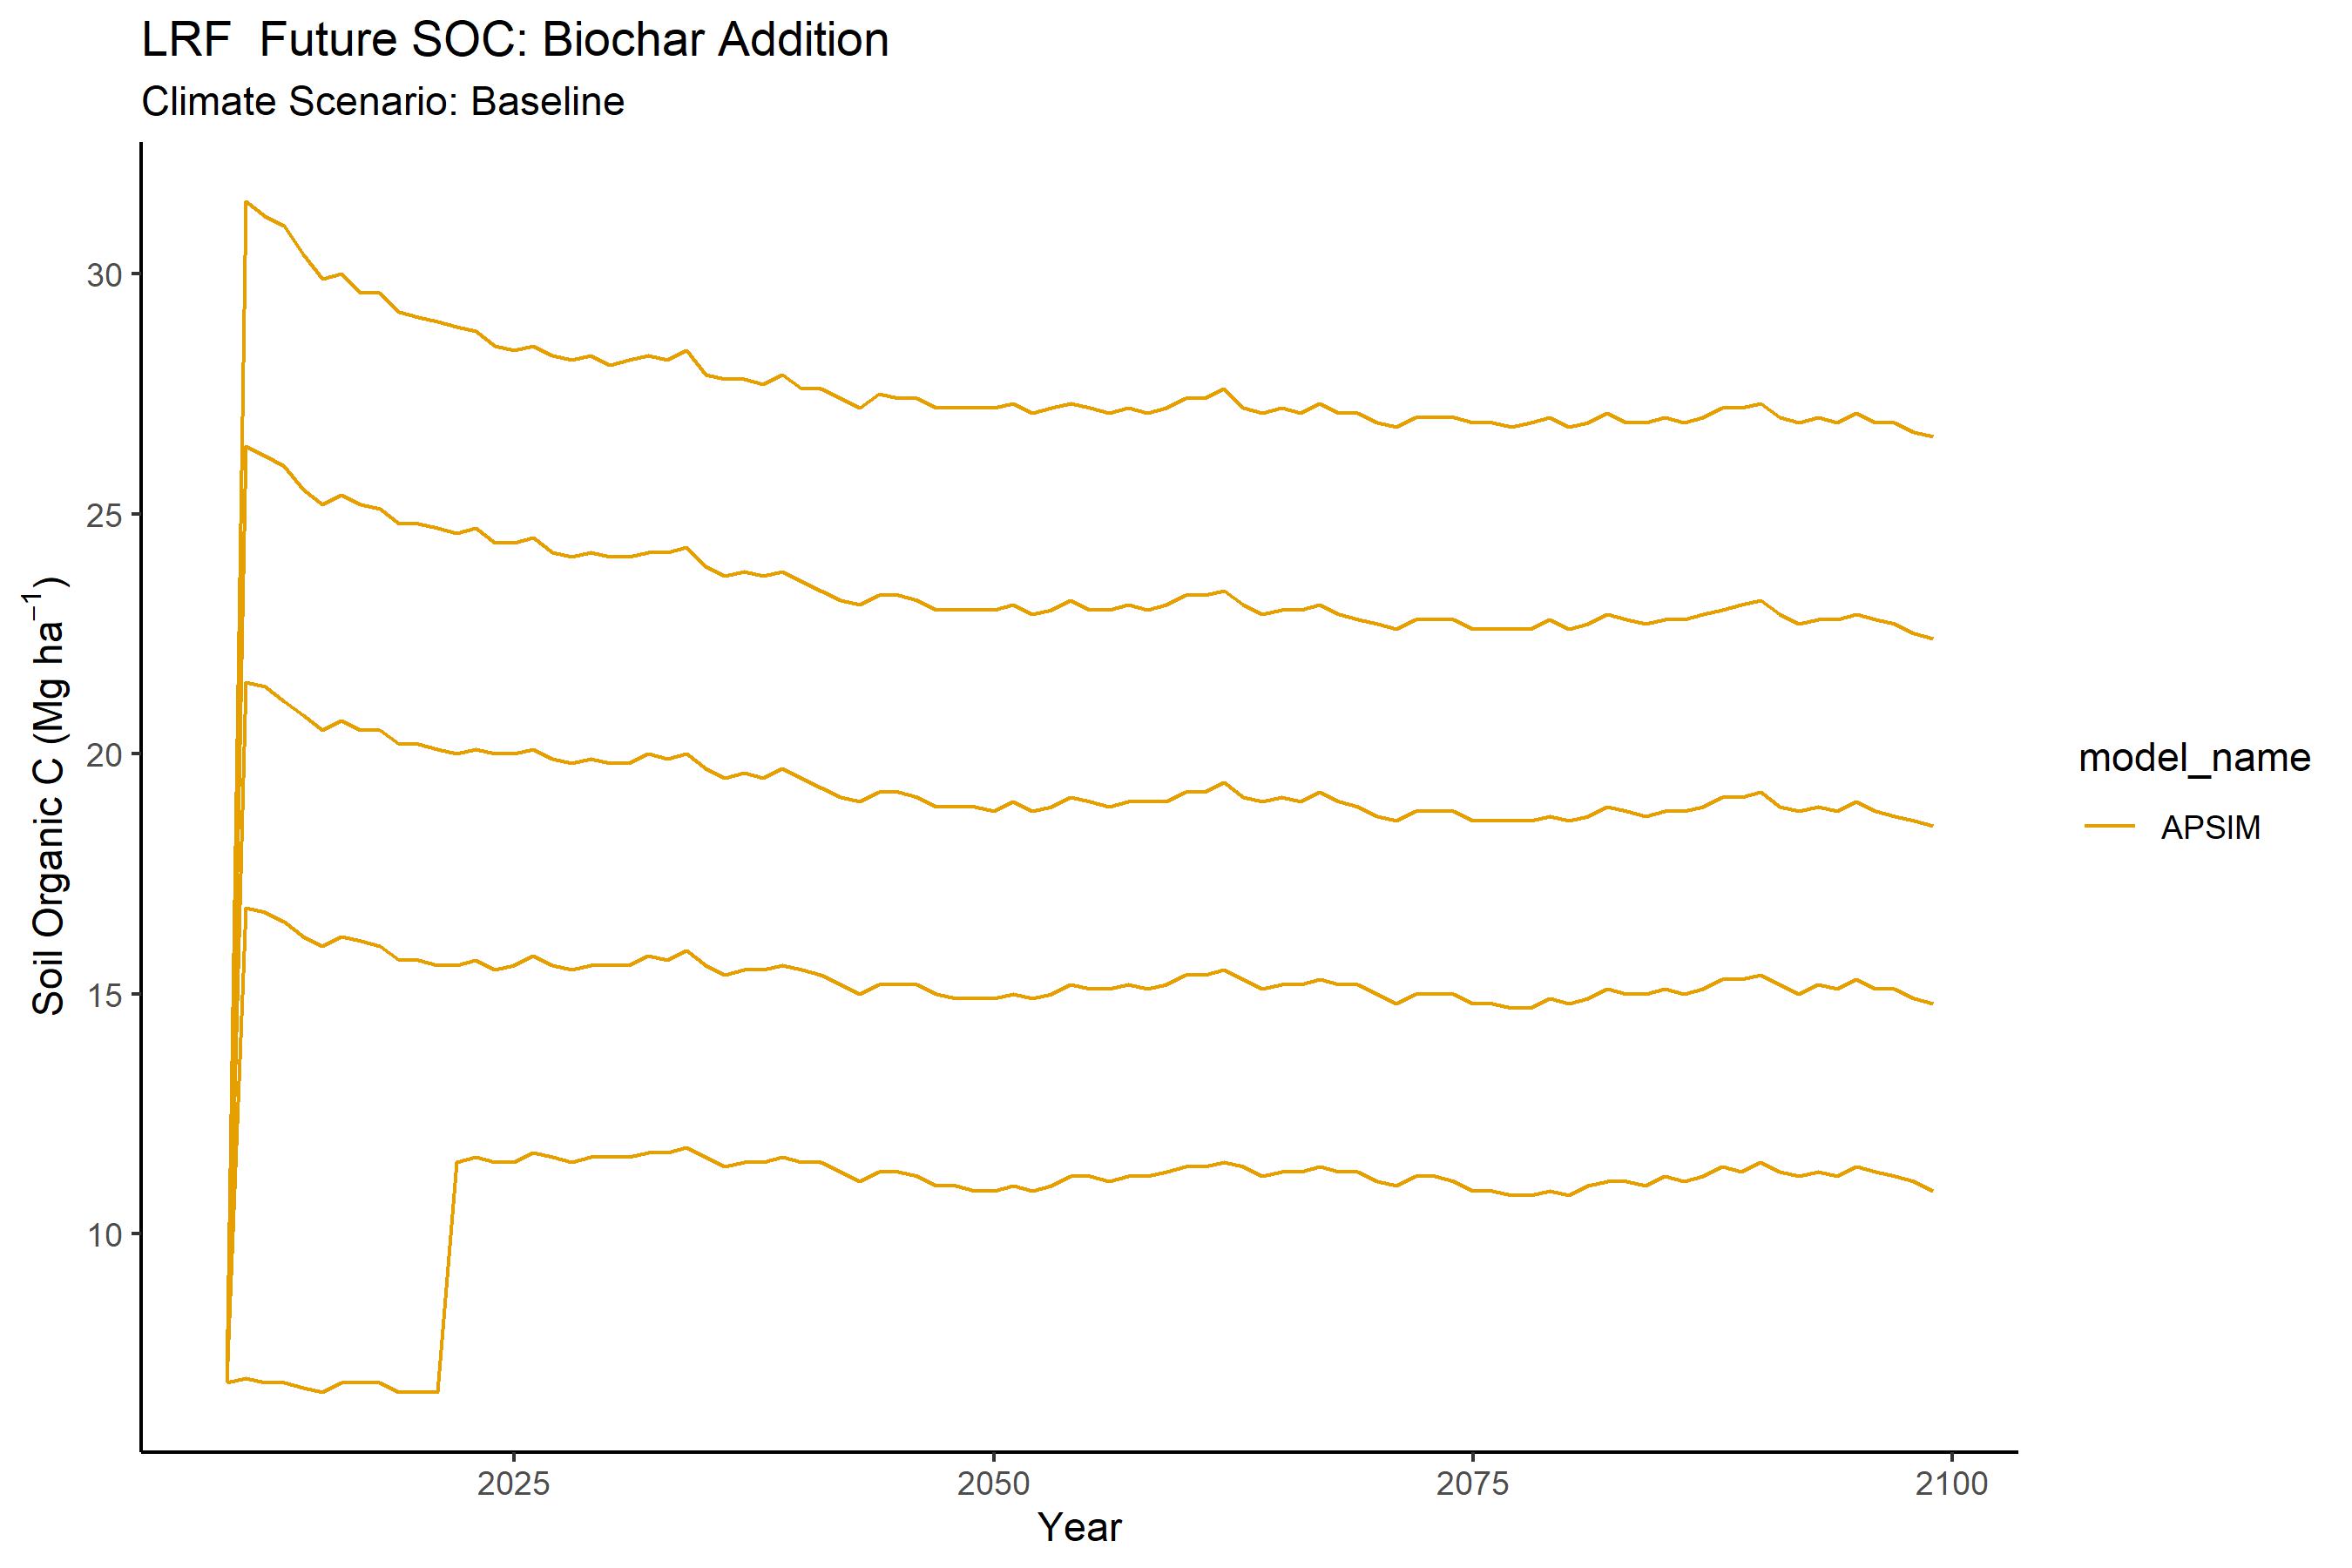 LRF  Future SOC: Biochar Addition
Climate Scenario: Baseline
30
25
20
15
10
Soil Organic C (Mg ha⁻¹)
2025 2050 2075 2100
Year
model_name
APSIM